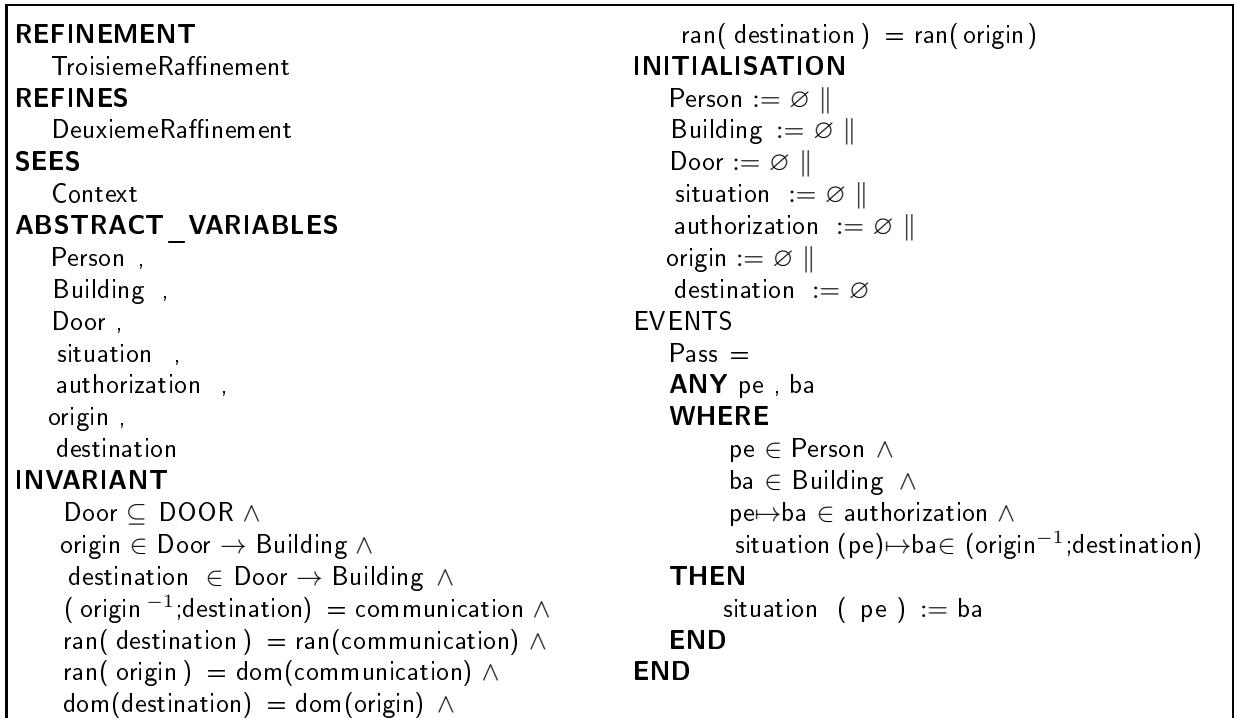 REFINEMENT
TroisiemeRaffinement
REFINES
DeuxiemeRaffinement
SEES
Context
ABSTRACT_VARIABLES
Person ,
Building ,
Door ,
situation ,
authorization ,
origin ,
destination
INVARIANT
Door ⊆ DOOR ∧
origin ∈ Door → Building ∧
destination ∈ Door → Building ∧
( origin ⁻¹;destination) = communication ∧
ran( destination ) = ran(communication) ∧
ran( origin ) = dom(communication) ∧
dom(destination) = dom(origin) ∧
ran( destination ) = ran( origin )
INITIALISATION
Person := ∅ ∥
Building := ∅ ∥
Door := ∅ ∥
situation := ∅ ∥
authorization := ∅ ∥
origin := ∅ ∥
destination := ∅
EVENTS
Pass =
ANY pe , ba
WHERE
pe ∈ Person ∧
ba ∈ Building ∧
pe↦ba ∈ authorization ∧
situation (pe)↦ba∈ (origin⁻¹;destination)
THEN
situation ( pe ) := ba
END
END